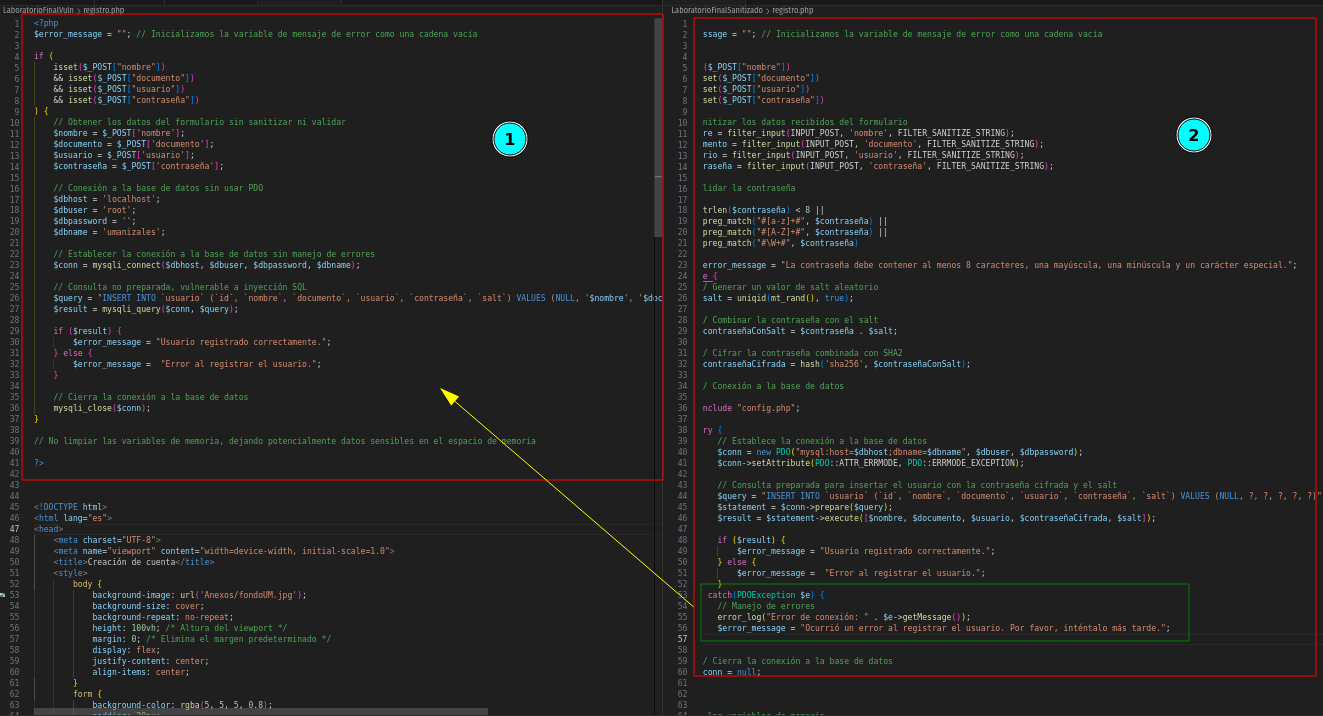 LaboratorioFinalVuln > registro.php
1 <?php
2 $error_message = ""; // Inicializamos la variable de mensaje de error como una cadena vacía
3
4 if (
5 isset($_POST["nombre"])
6 && isset($_POST["documento"])
7 && isset($_POST["usuario"])
8 && isset($_POST["contraseña"])
9 ) {
10 // Obtener los datos del formulario sin sanitizar ni validar
11 $nombre = $_POST['nombre'];
12 $documento = $_POST['documento'];
13 $usuario = $_POST['usuario'];
14 $contraseña = $_POST['contraseña'];
15
16 // Conexión a la base de datos sin usar PDO
17 $dbhost = 'localhost';
18 $dbuser = 'root';
19 $dbpassword = '';
20 $dbname = 'umanizales';
21
22 // Establecer la conexión a la base de datos sin manejo de errores
23 $conn = mysqli_connect($dbhost, $dbuser, $dbpassword, $dbname);
24
25 // Consulta no preparada, vulnerable a inyección SQL
26 $query = "INSERT INTO `usuario` (`id`, `nombre`, `documento`, `usuario`, `contraseña`, `salt`) VALUES (NULL, '$nombre', '$doc
27 $result = mysqli_query($conn, $query);
28
29 if ($result) {
30 $error_message = "Usuario registrado correctamente.";
31 } else {
32 $error_message =  "Error al registrar el usuario.";
33 }
34
35 // Cierra la conexión a la base de datos
36 mysqli_close($conn);
37 }
38
39 // No limpiar las variables de memoria, dejando potencialmente datos sensibles en el espacio de memoria
40
41 ?>
42
43
44
45 <!DOCTYPE html>
46 <html lang="es">
47 <head>
48 <meta charset="UTF-8">
49 <meta name="viewport" content="width=device-width, initial-scale=1.0">
50 <title>Creación de cuenta</title>
51 <style>
52 body {
53 background-image: url('Anexos/fondoUM.jpg');
54 background-size: cover;
55 background-repeat: no-repeat;
56 height: 100vh; /* Altura del viewport */
57 margin: 0; /* Elimina el margen predeterminado */
58 display: flex;
59 justify-content: center;
60 align-items: center;
61 }
62 form {
63 background-color: rgba(5, 5, 5, 0.8);
1
LaboratorioFinalSanitizado > registro.php
1
2 ssage = ""; // Inicializamos la variable de mensaje de error como una cadena vacía
3
4
5 ($_POST["nombre"])
6 set($_POST["documento"])
7 set($_POST["usuario"])
8 set($_POST["contraseña"])
9
10 nitizar los datos recibidos del formulario
11 re = filter_input(INPUT_POST, 'nombre', FILTER_SANITIZE_STRING);
12 mento = filter_input(INPUT_POST, 'documento', FILTER_SANITIZE_STRING);
13 rio = filter_input(INPUT_POST, 'usuario', FILTER_SANITIZE_STRING);
14 raseña = filter_input(INPUT_POST, 'contraseña', FILTER_SANITIZE_STRING);
15
16 lidar la contraseña
17
18 trlen($contraseña) < 8 ||
19 preg_match("#[a-z]+#", $contraseña) ||
20 preg_match("#[A-Z]+#", $contraseña) ||
21 preg_match("#\W+#", $contraseña)
22
23 error_message = "La contraseña debe contener al menos 8 caracteres, una mayúscula, una minúscula y un carácter especial.";
24 e {
25 / Generar un valor de salt aleatorio
26 salt = uniqid(mt_rand(), true);
27
28 / Combinar la contraseña con el salt
29 contraseñaConSalt = $contraseña . $salt;
30
31 / Cifrar la contraseña combinada con SHA2
32 contraseñaCifrada = hash('sha256', $contraseñaConSalt);
33
34 / Conexión a la base de datos
35
36 nclude "config.php";
37
38 ry {
39 // Establece la conexión a la base de datos
40 $conn = new PDO("mysql:host=$dbhost;dbname=$dbname", $dbuser, $dbpassword);
41 $conn->setAttribute(PDO::ATTR_ERRMODE, PDO::ERRMODE_EXCEPTION);
42
43 // Consulta preparada para insertar el usuario con la contraseña cifrada y el salt
44 $query = "INSERT INTO `usuario` (`id`, `nombre`, `documento`, `usuario`, `contraseña`, `salt`) VALUES (NULL, ?, ?, ?, ?, ?)"
45 $statement = $conn->prepare($query);
46 $result = $statement->execute([$nombre, $documento, $usuario, $contraseñaCifrada, $salt]);
47
48 if ($result) {
49 $error_message = "Usuario registrado correctamente.";
50 } else {
51 $error_message =  "Error al registrar el usuario.";
52 }
53 catch(PDOException $e) {
54 // Manejo de errores
55 error_log("Error de conexión: " . $e->getMessage());
56 $error_message = "Ocurrió un error al registrar el usuario. Por favor, inténtalo más tarde.";
57
58
59 / Cierra la conexión a la base de datos
60 conn = null;
61
62
63
2